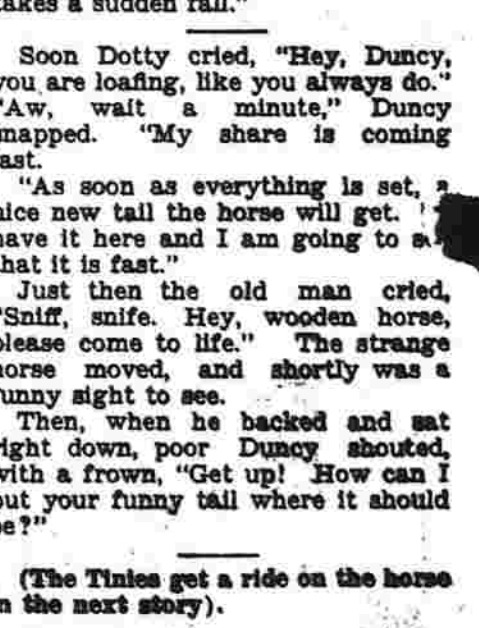 takes a sudden fall."
Soon Dotty cried, "Hey, Duncy,
you are loafing, like you always do."
"Aw, wait a minute," Duncy
napped. "My share is coming
ast.
"As soon as everything is set, a
nice new tail the horse will get.
have it here and I am going to
hat it is fast."
Just then the old man cried,
"Sniff, snife. Hey, wooden horse,
please come to life." The strange
horse moved, and shortly was a
funny sight to see.
Then, when he backed and sat
right down, poor Duncy shouted,
with a frown, "Get up! How can I
put your funny tail where it should
be?"
(The Tinies get a ride on the horse
n the next story).